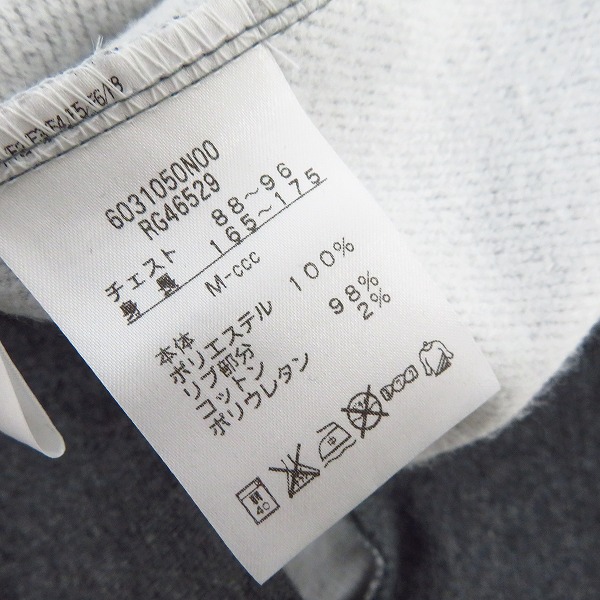 6031050N00
RG46529
チェスト 88～96
身長 165～175
M-ccc
本体
ポリエステル 100%
リブ部分
コットン 98%
ポリウレタン 2%